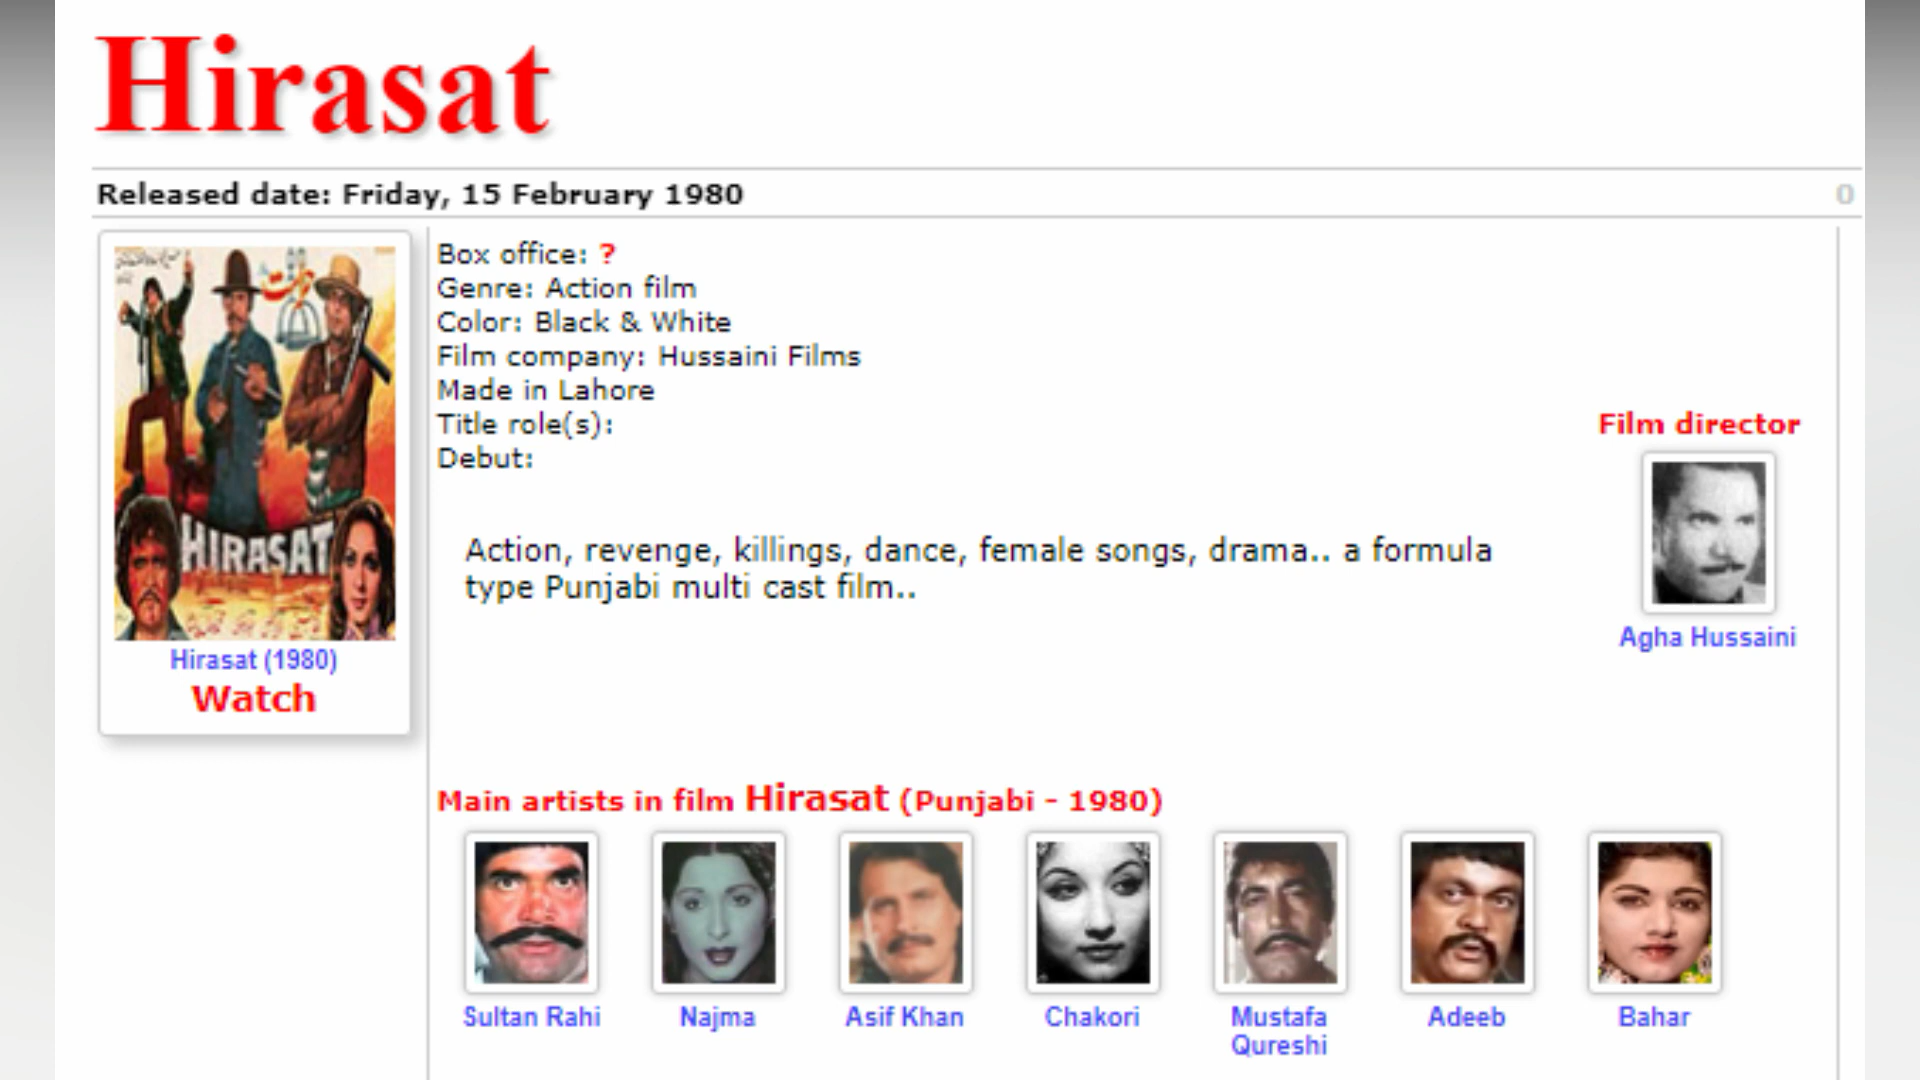 Hirasat
Released date: Friday, 15 February 1980
0
HIRASAT
Hirasat (1980)
Watch
Box office: ?
Genre: Action film
Color: Black & White
Film company: Hussaini Films
Made in Lahore
Title role(s):
Debut:
Action, revenge, killings, dance, female songs, drama.. a formula
type Punjabi multi cast film..
Film director
Agha Hussaini
Main artists in film Hirasat (Punjabi - 1980)
Sultan Rahi
Najma
Asif Khan
Chakori
Mustafa
Qureshi
Adeeb
Bahar